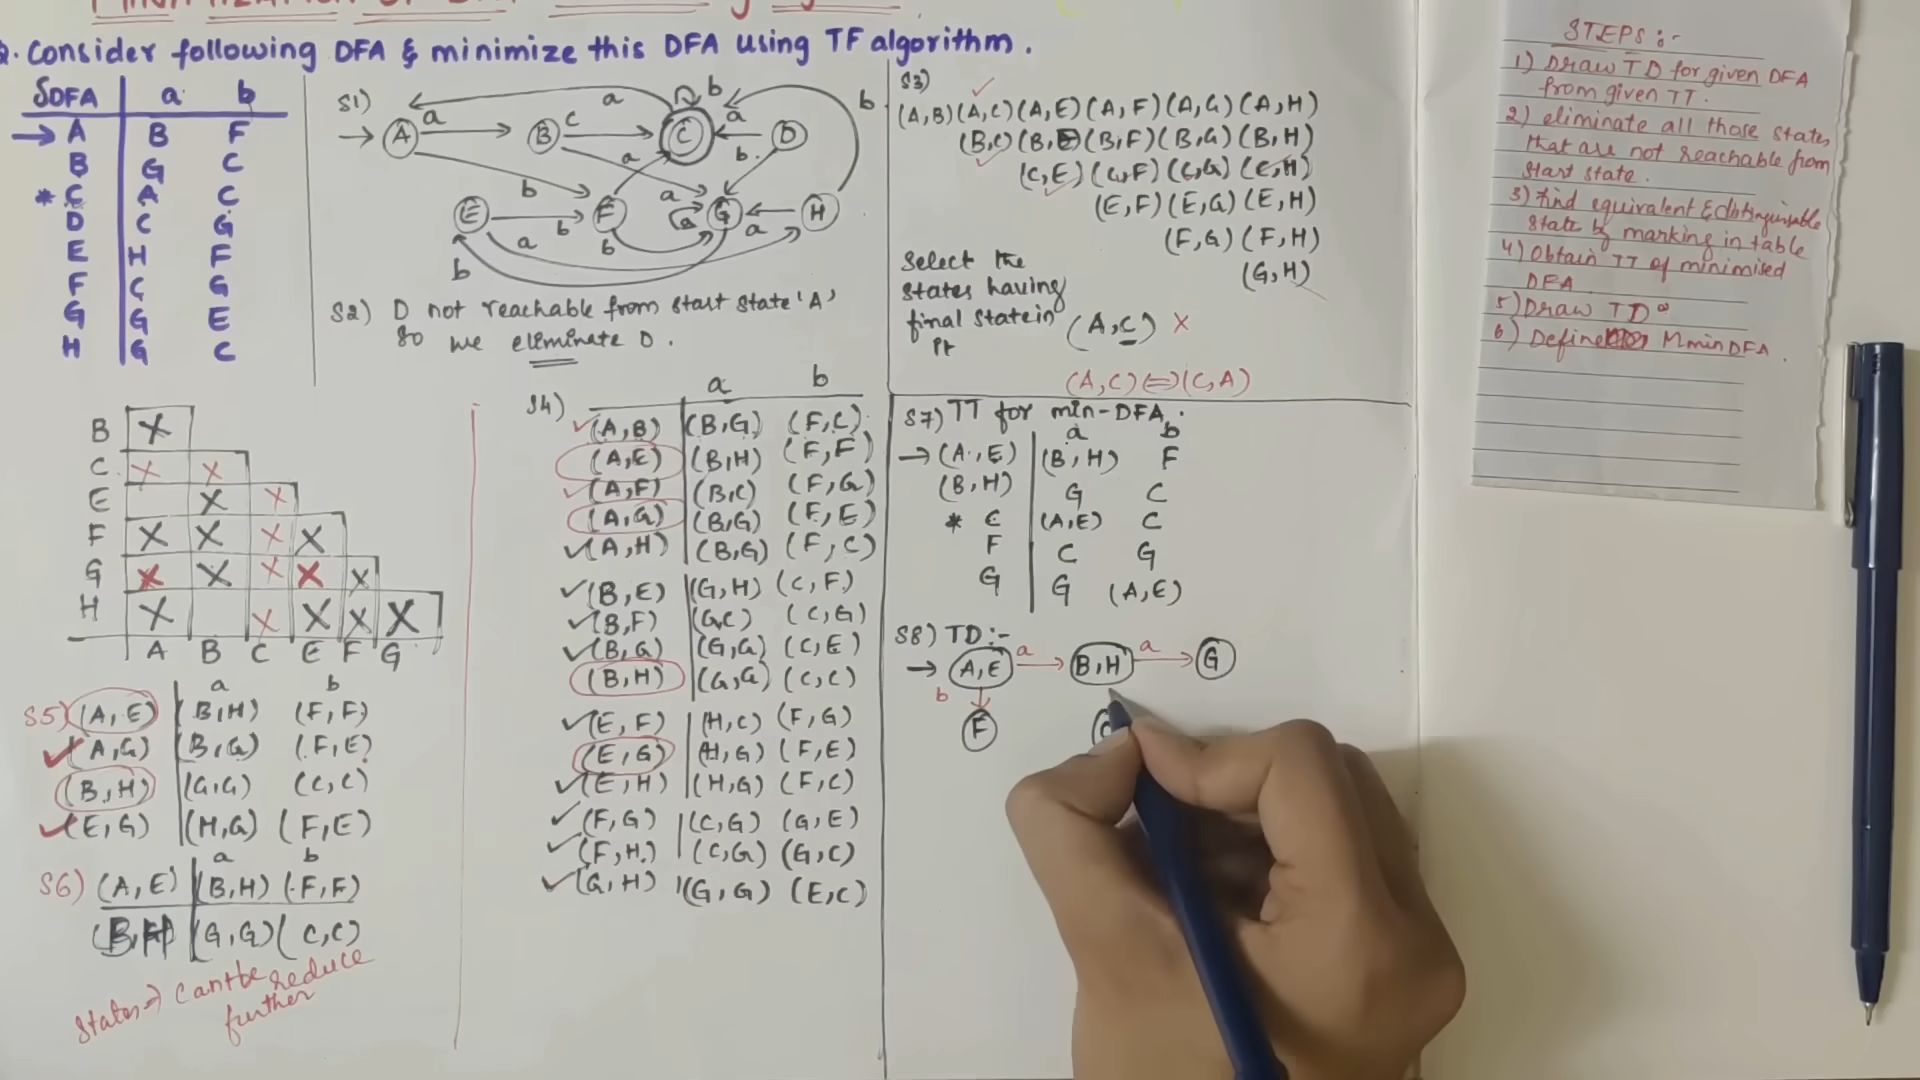 Q. Consider following DFA & minimize this DFA using TF algorithm.
δDFA a b
→ A B F
B G C
* C A C
D C G
E H F
F C G
G G E
H G C
S1)
A a B c C b D a
a b
a b.
E b F a G H
b a b a a
b
b
S2) D not reachable from start state 'A'
So we eliminate D.
S3)
(A,B) (A,C) (A,E) (A,F) (A,G) (A,H)
(B,C) (B,E) (B,F) (B,G) (B,H)
(C,E) (C,F) (C,G) (C,H)
(E,F) (E,G) (E,H)
(F,G) (F,H)
(G,H)
Select the
states having
final state in
it
(A,C) X
(A,C) ⇔ (C,A)
STEPS:-
1) Draw TD for given DFA
from given TT.
2) eliminate all those states
that are not reachable from
start state.
3) find equivalent & distinguishable
state by marking in table
4) Obtain TT of minimised
DFA.
5) Draw TD
6) Define MminDFA.
B X
C X X
E X X
F X X X X
G X X X X X
H X X X X X
A B C E F G
S4) a b
✓(A,B) (B,G) (F,C)
(A,E) (B,H) (F,F)
✓(A,F) (B,C) (F,G)
(A,G) (B,G) (F,E)
✓(A,H) (B,G) (F,C)
✓(B,E) (G,H) (C,F)
✓(B,F) (G,C) (C,G)
✓(B,G) (G,G) (C,E)
(B,H) (G,G) (C,C)
✓(E,F) (H,C) (F,G)
(E,G) (H,G) (F,E)
✓(E,H) (H,G) (F,C)
✓(F,G) (C,G) (G,E)
✓(F,H) (C,G) (G,C)
✓(G,H) (G,G) (E,C)
a b
S5) (A,E) (B,H) (F,F)
✓(A,G) (B,G) (F,E)
(B,H) (G,G) (C,C)
✓(E,G) (H,G) (F,E)
a b
S6) (A,E) (B,H) (F,F)
(B,H) (G,G) (C,C)
states → can't be reduce
further
S7) TT for min-DFA.
a b
→ (A,E) (B,H) F
(B,H) G C
* C (A,E) C
F C G
G G (A,E)
S8) TD:-
→ A,E a B,H a G
b
F C